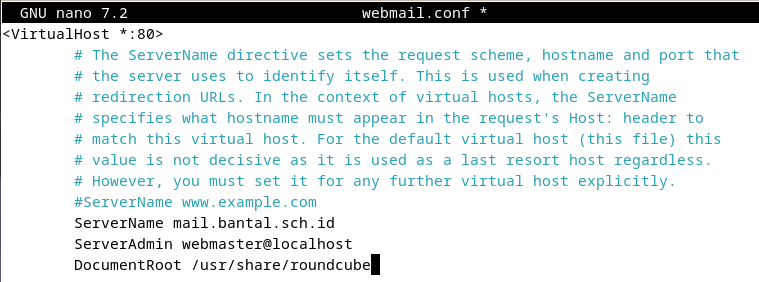 GNU nano 7.2 webmail.conf *
<VirtualHost *:80>
# The ServerName directive sets the request scheme, hostname and port that
# the server uses to identify itself. This is used when creating
# redirection URLs. In the context of virtual hosts, the ServerName
# specifies what hostname must appear in the request's Host: header to
# match this virtual host. For the default virtual host (this file) this
# value is not decisive as it is used as a last resort host regardless.
# However, you must set it for any further virtual host explicitly.
#ServerName www.example.com
ServerName mail.bantal.sch.id
ServerAdmin webmaster@localhost
DocumentRoot /usr/share/roundcube